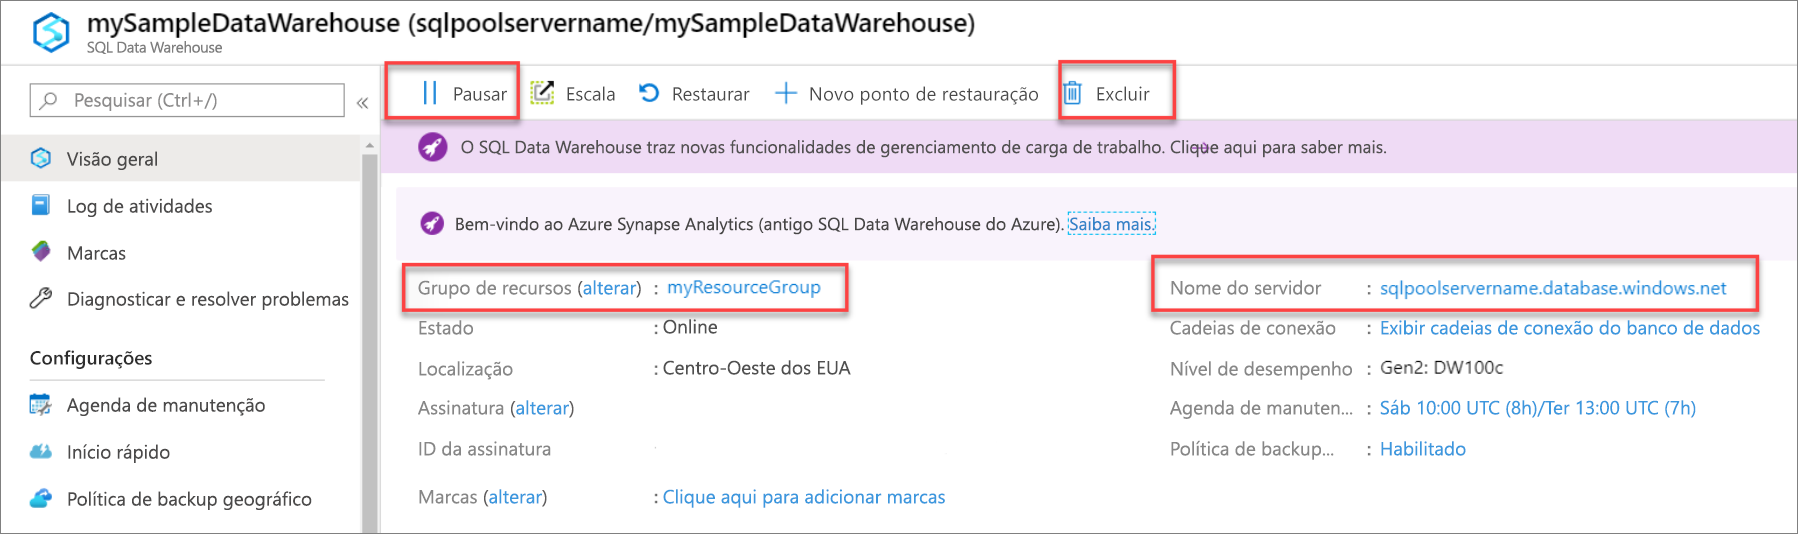 mySampleDataWarehouse (sqlpoolservername/mySampleDataWarehouse)
SQL Data Warehouse
Pesquisar (Ctrl+/)
«
Pausar
Escala
Restaurar
Novo ponto de restauração
Excluir
O SQL Data Warehouse traz novas funcionalidades de gerenciamento de carga de trabalho. Clique aqui para saber mais.
Bem-vindo ao Azure Synapse Analytics (antigo SQL Data Warehouse do Azure). Saiba mais.
Visão geral
Log de atividades
Marcas
Diagnosticar e resolver problemas
Configurações
Agenda de manutenção
Início rápido
Política de backup geográfico
Grupo de recursos (alterar) : myResourceGroup
Estado : Online
Localização : Centro-Oeste dos EUA
Assinatura (alterar)
ID da assinatura
Marcas (alterar) : Clique aqui para adicionar marcas
Nome do servidor : sqlpoolservername.database.windows.net
Cadeias de conexão : Exibir cadeias de conexão do banco de dados
Nível de desempenho : Gen2: DW100c
Agenda de manuten... : Sáb 10:00 UTC (8h)/Ter 13:00 UTC (7h)
Política de backup... : Habilitado